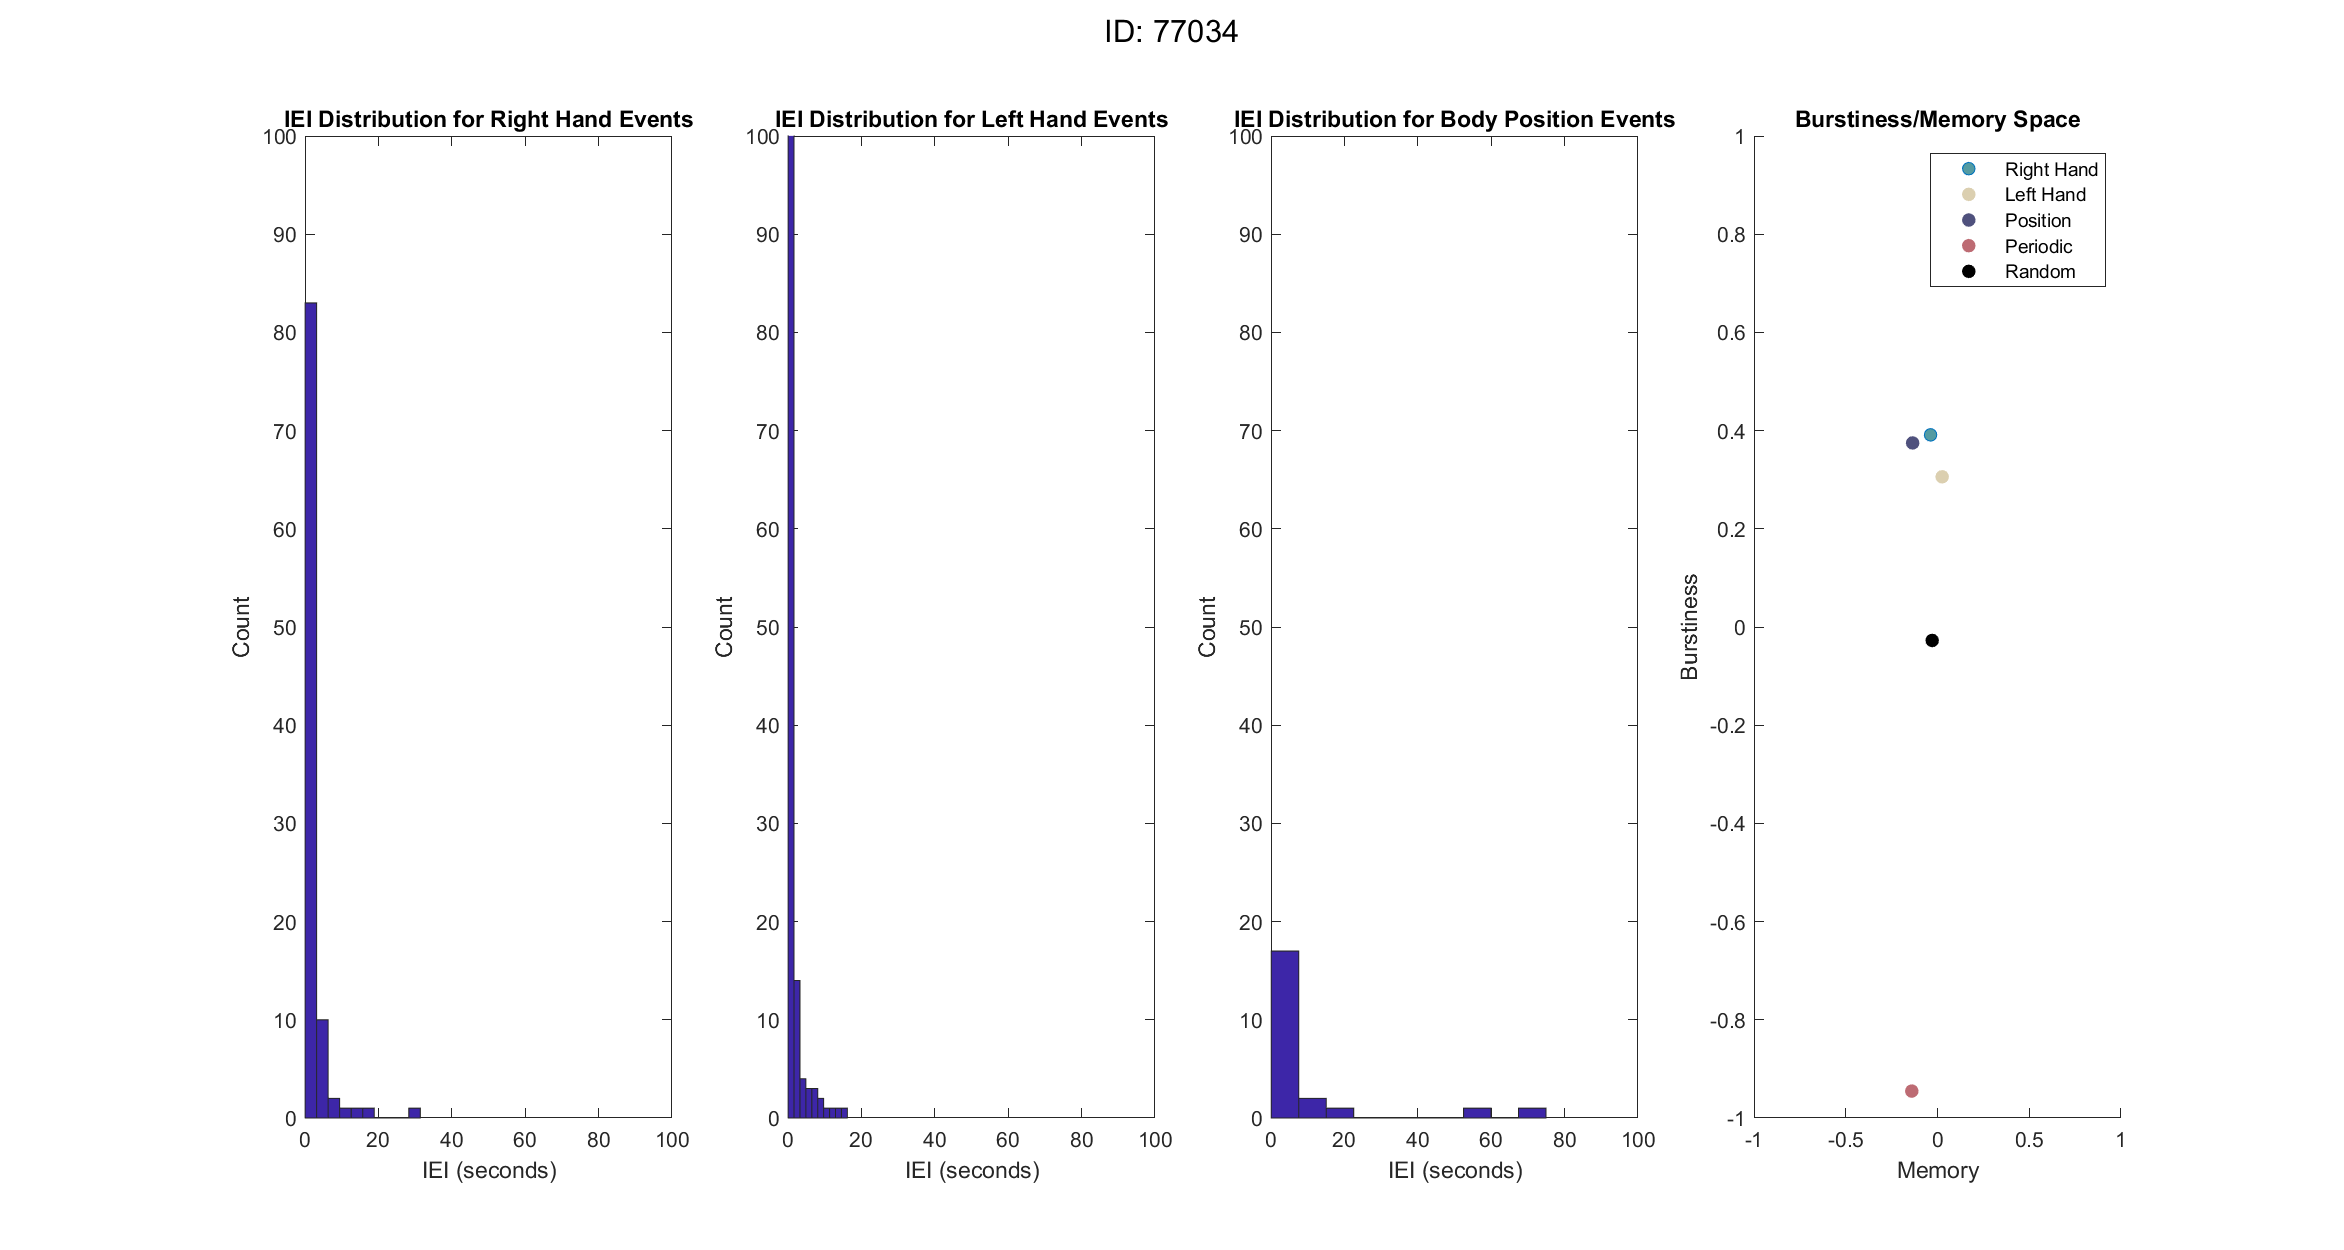 ID: 77034
IEI Distribution for Right Hand Events
100
90
80
70
60
50
40
30
20
10
0
Count
0 20 40 60 80 100
IEI (seconds)
IEI Distribution for Left Hand Events
100
90
80
70
60
50
40
30
20
10
0
Count
0 20 40 60 80 100
IEI (seconds)
IEI Distribution for Body Position Events
100
90
80
70
60
50
40
30
20
10
0
Count
0 20 40 60 80 100
IEI (seconds)
Burstiness/Memory Space
1
0.8
0.6
0.4
0.2
0
-0.2
-0.4
-0.6
-0.8
-1
Burstiness
Right Hand
Left Hand
Position
Periodic
Random
-1 -0.5 0 0.5 1
Memory